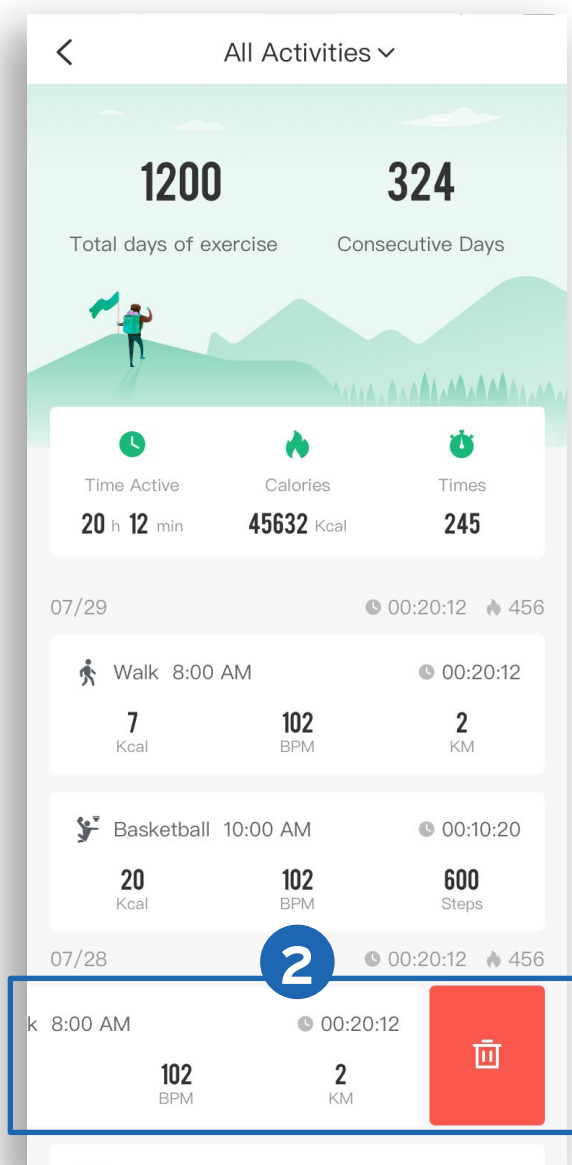 All Activities
1200 324
Total days of exercise Consecutive Days
Time Active Calories Times
20 h 12 min 45632 Kcal 245
07/29 00:20:12 456
Walk 8:00 AM 00:20:12
7 102 2
Kcal BPM KM
Basketball 10:00 AM 00:10:20
20 102 600
Kcal BPM Steps
07/28 2 00:20:12 456
k 8:00 AM 00:20:12
102 2
BPM KM